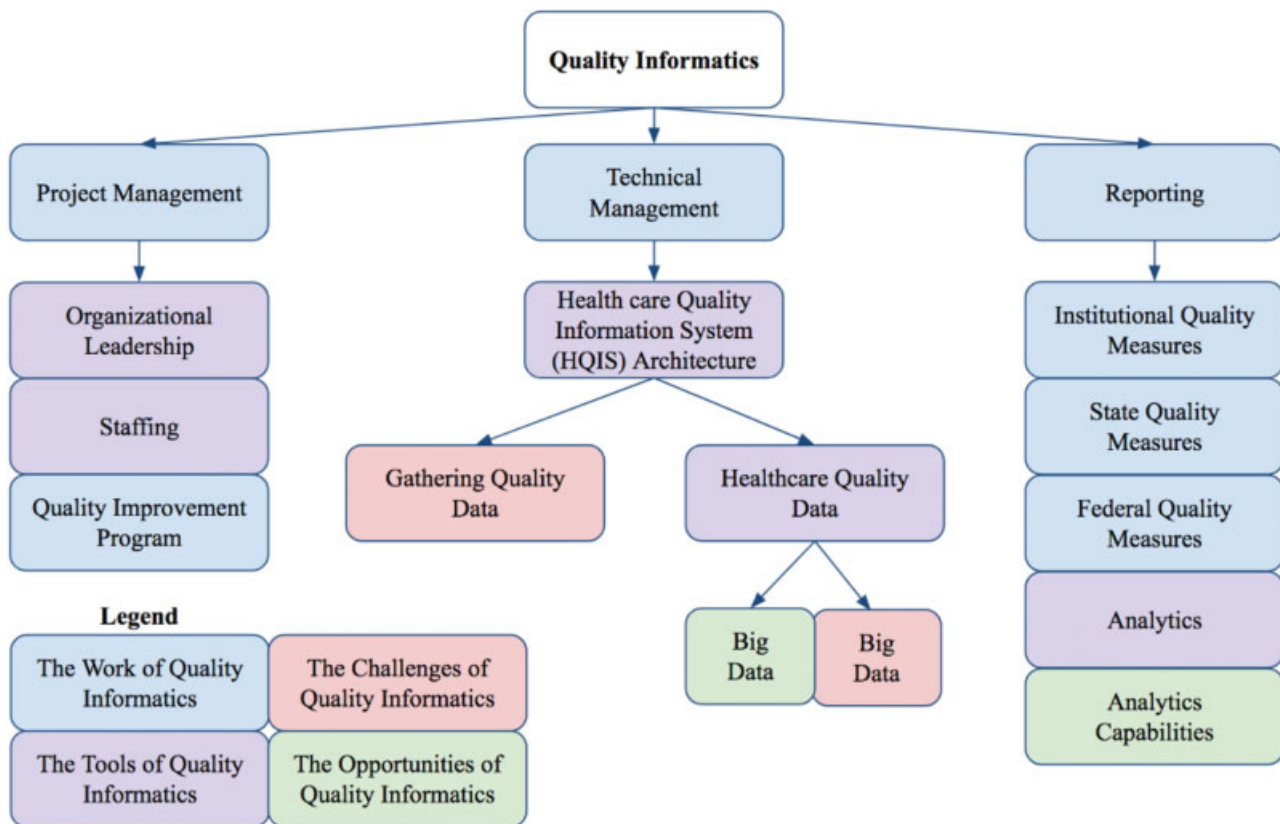 Quality Informatics
Project Management
Technical
Management
Reporting
Organizational
Leadership
Staffing
Quality Improvement
Program
Health care Quality
Information System
(HQIS) Architecture
Gathering Quality
Data
Healthcare Quality
Data
Big
Data
Big
Data
Institutional Quality
Measures
State Quality
Measures
Federal Quality
Measures
Analytics
Analytics
Capabilities
Legend
The Work of Quality
Informatics
The Challenges of
Quality Informatics
The Tools of Quality
Informatics
The Opportunities of
Quality Informatics